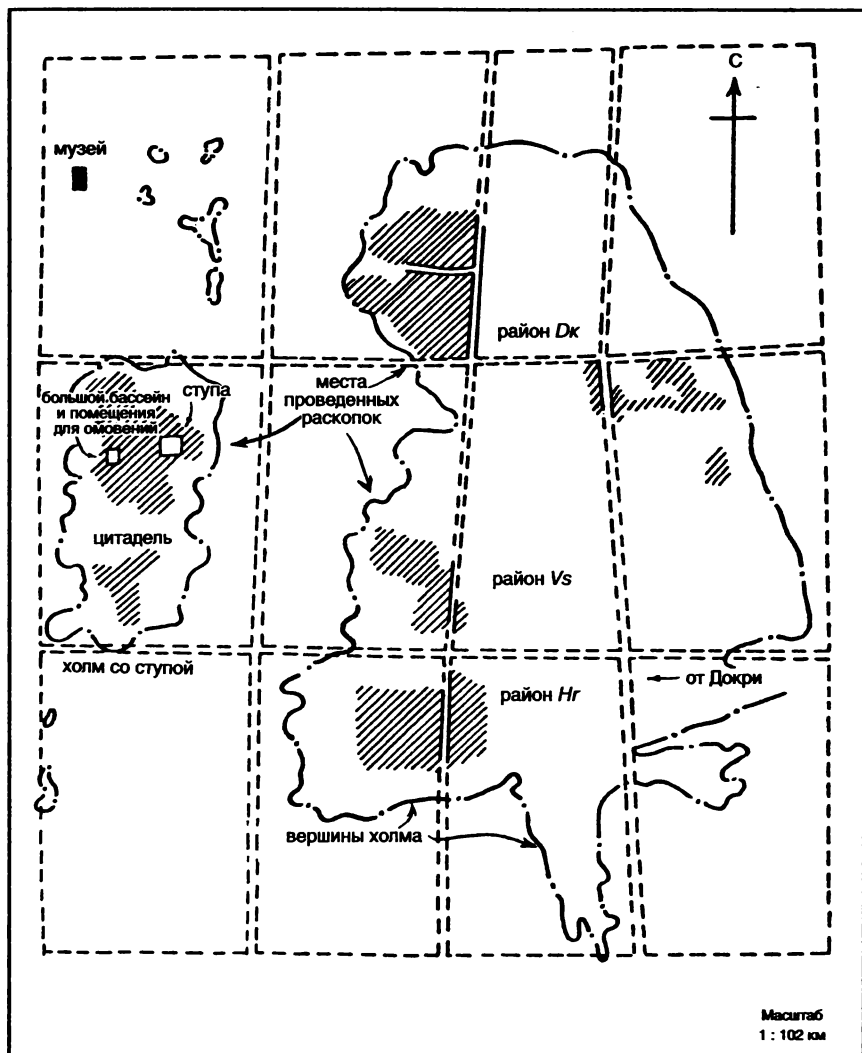 С
музей
район Dк
места
проведенных
раскопок
ступа
большой бассейн
и помещения
для омовений
цитадель
район Vs
холм со ступой
район Hr
от Докри
вершины холма
Масштаб
1 : 102 км